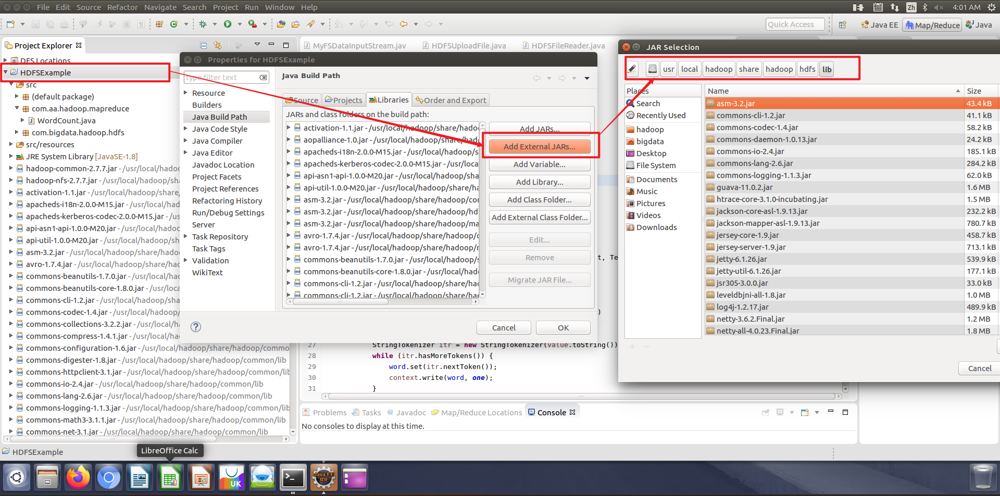 File Edit Source Refactor Navigate Search Project Run Window Help
Zh
4:01 AM
Quick Access
Java EE
Map/Reduce
Java
Project Explorer
DFS Locations
HDFSExample
src
(default package)
com.aa.hadoop.mapreduce
WordCount.java
com.bigdata.hadoop.hdfs
src/resources
JRE System Library [JavaSE-1.8]
hadoop-common-2.7.7.jar - /usr/local/hado
hadoop-nfs-2.7.7.jar - /usr/local/hadoop/sh
activation-1.1.jar - /usr/local/hadoop/share
apacheds-i18n-2.0.0-M15.jar - /usr/local/ha
apacheds-kerberos-codec-2.0.0-M15.jar - /us
api-asn1-api-1.0.0-M20.jar - /usr/local/hado
api-util-1.0.0-M20.jar - /usr/local/hadoop/s
asm-3.2.jar - /usr/local/hadoop/share/hado
avro-1.7.4.jar - /usr/local/hadoop/share/ha
commons-beanutils-1.7.0.jar - /usr/local/ha
commons-beanutils-core-1.8.0.jar - /usr/loc
commons-cli-1.2.jar - /usr/local/hadoop/sha
commons-codec-1.4.jar - /usr/local/hadoop
commons-collections-3.2.2.jar - /usr/local/h
commons-compress-1.4.1.jar - /usr/local/ha
commons-configuration-1.6.jar - /usr/local/hadoop/share/hadoop/commo
commons-digester-1.8.jar - /usr/local/hadoop/share/hadoop/common/lib
commons-httpclient-3.1.jar - /usr/local/hadoop/share/hadoop/common/lib
commons-io-2.4.jar - /usr/local/hadoop/share/hadoop/common/lib
commons-lang-2.6.jar - /usr/local/hadoop/share/hadoop/common/lib
commons-logging-1.1.3.jar - /usr/local/hadoop/share/hadoop/common/lib
commons-math3-3.1.1.jar - /usr/local/hadoop/share/hadoop/common/lib
commons-net-3.1.jar - /usr/local/hadoop/share/hadoop/common/lib
HDFSExample
LibreOffice Calc
MyFSDataInputStream.jav
HDFSUploadFile.java
HDFSFileReader.java
Properties for HDFSExample
type filter text
Resource
Builders
Java Build Path
Java Code Style
Java Compiler
Java Editor
Javadoc Location
Project Facets
Project References
Refactoring History
Run/Debug Settings
Server
Task Repository
Task Tags
Validation
WikiText
Java Build Path
Source
Projects
Libraries
Order and Export
JARs and class folders on the build path:
activation-1.1.jar - /usr/local/hadoop/share/hado
aopalliance-1.0.jar - /usr/local/hadoop/share/had
apacheds-i18n-2.0.0-M15.jar - /usr/local/hadoop/s
apacheds-kerberos-codec-2.0.0-M15.jar - /usr/loca
api-asn1-api-1.0.0-M20.jar - /usr/local/hadoop/sha
api-util-1.0.0-M20.jar - /usr/local/hadoop/share/ha
asm-3.2.jar - /usr/local/hadoop/share/hadoop/co
asm-3.2.jar - /usr/local/hadoop/share/hadoop/hd
asm-3.2.jar - /usr/local/hadoop/share/hadoop/ma
avro-1.7.4.jar - /usr/local/hadoop/share/hadoop/c
avro-1.7.4.jar - /usr/local/hadoop/share/hadoop/r
commons-beanutils-1.7.0.jar - /usr/local/hadoop/s
commons-beanutils-core-1.8.0.jar - /usr/local/had
commons-cli-1.2.jar - /usr/local/hadoop/share/ha
commons-cli-1.2.jar - /usr/local/hadoop/share/ha
Add JARs...
Add External JARs...
Add Variable...
Add Library...
Add Class Folder...
Add External Class Folder...
Edit...
Remove
Migrate JAR File...
Cancel
OK
t, Te
)
27 StringTokenizer itr = new StringTokenizer(value.toString())
28 while (itr.hasMoreTokens()) {
29 word.set(itr.nextToken());
30 context.write(word, one);
31 }
Problems
Tasks
@ Javadoc
Map/Reduce Locations
Console
No consoles to display at this time.
JAR Selection
usr
local
hadoop
share
hadoop
hdfs
lib
Places
Search
Recently Used
hadoop
bigdata
Desktop
File System
Documents
Music
Pictures
Videos
Downloads
Name Size
asm-3.2.jar 43.4 kB
commons-cli-1.2.jar 41.1 kB
commons-codec-1.4.jar 58.2 kB
commons-daemon-1.0.13.jar 24.2 kB
commons-io-2.4.jar 185.1 kB
commons-lang-2.6.jar 284.2 kB
commons-logging-1.1.3.jar 62.0 kB
guava-11.0.2.jar 1.6 MB
htrace-core-3.1.0-incubating.jar 1.5 MB
jackson-core-asl-1.9.13.jar 232.2 kB
jackson-mapper-asl-1.9.13.jar 780.7 kB
jersey-core-1.9.jar 458.7 kB
jersey-server-1.9.jar 713.1 kB
jetty-6.1.26.jar 539.9 kB
jetty-util-6.1.26.jar 177.1 kB
jsr305-3.0.0.jar 33.0 kB
leveldbjni-all-1.8.jar 1.0 MB
log4j-1.2.17.jar 489.9 kB
netty-3.6.2.Final.jar 1.2 MB
netty-all-4.0.23.Final.jar 1.8 MB
Cancel
UK
Java EE
IDE